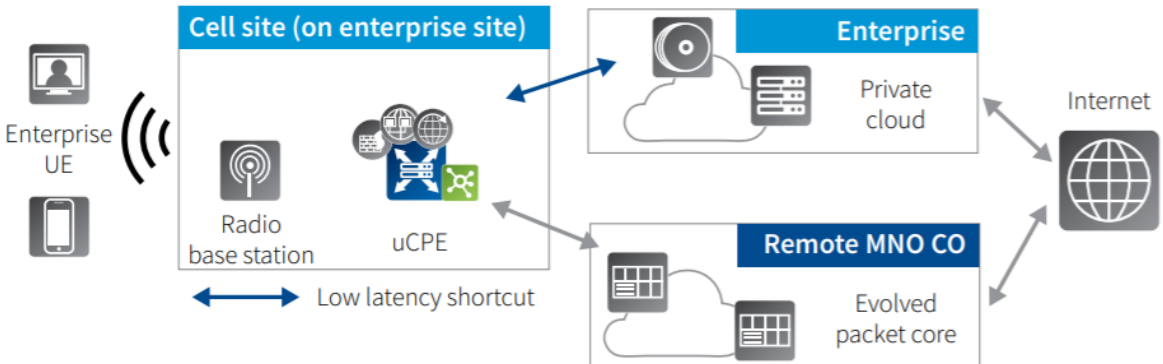 Cell site (on enterprise site)
Enterprise
Private
cloud
Internet
Enterprise
UE
Radio
base station
uCPE
Remote MNO CO
Evolved
packet core
Low latency shortcut